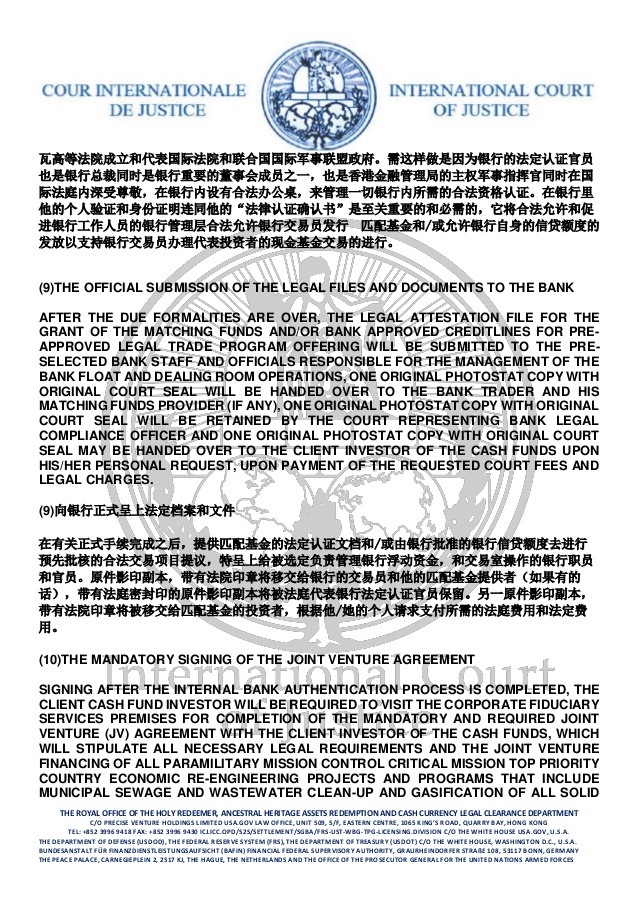 COUR INTERNATIONALE
DE JUSTICE
INTERNATIONAL COURT
OF JUSTICE
瓦高等法院成立和代表国际法院和联合国国际军事联盟政府。需这样做是因为银行的法定认证官员
也是银行总裁同时是银行重要的董事会成员之一，也是香港金融管理局的主权军事指挥官同时在国
际法庭内深受尊敬，在银行内设有合法办公桌，来管理一切银行内所需的合法资格认证。在银行里
他的个人验证和身份证明连同他的“法律认证确认书”是至关重要的和必需的，它将合法允许和促
进银行工作人员的银行管理层合法允许银行交易员发行 匹配基金和/或允许银行自身的信贷额度的
发放以支持银行交易员办理代表投资者的现金基金交易的进行。
(9)THE OFFICIAL SUBMISSION OF THE LEGAL FILES AND DOCUMENTS TO THE BANK
AFTER THE DUE FORMALITIES ARE OVER, THE LEGAL ATTESTATION FILE FOR THE
GRANT OF THE MATCHING FUNDS AND/OR BANK APPROVED CREDITLINES FOR PRE-
APPROVED LEGAL TRADE PROGRAM OFFERING WILL BE SUBMITTED TO THE PRE-
SELECTED BANK STAFF AND OFFICIALS RESPONSIBLE FOR THE MANAGEMENT OF THE
BANK FLOAT AND DEALING ROOM OPERATIONS, ONE ORIGINAL PHOTOSTAT COPY WITH
ORIGINAL COURT SEAL WILL BE HANDED OVER TO THE BANK TRADER AND HIS
MATCHING FUNDS PROVIDER (IF ANY), ONE ORIGINAL PHOTOSTAT COPY WITH ORIGINAL
COURT SEAL WILL BE RETAINED BY THE COURT REPRESENTING BANK LEGAL
COMPLIANCE OFFICER AND ONE ORIGINAL PHOTOSTAT COPY WITH ORIGINAL COURT
SEAL MAY BE HANDED OVER TO THE CLIENT INVESTOR OF THE CASH FUNDS UPON
HIS/HER PERSONAL REQUEST, UPON PAYMENT OF THE REQUESTED COURT FEES AND
LEGAL CHARGES.
(9)向银行正式呈上法定档案和文件
在有关正式手续完成之后，提供匹配基金的法定认证文档和/或由银行批准的银行信贷额度去进行
预先批核的合法交易项目提议，特呈上给被选定负责管理银行浮动资金，和交易室操作的银行职员
和官员。原件影印副本，带有法院印章将移交给银行的交易员和他的匹配基金提供者（如果有的
话），带有法庭密封印的原件影印副本将被法庭代表银行法定认证官员保留。另一原件影印副本，
带有法院印章将被移交给匹配基金的投资者，根据他/她的个人请求支付所需的法庭费用和法定费
用。
(10)THE MANDATORY SIGNING OF THE JOINT VENTURE AGREEMENT
International Court
of Justice
SIGNING AFTER THE INTERNAL BANK AUTHENTICATION PROCESS IS COMPLETED, THE
CLIENT CASH FUND INVESTOR WILL BE REQUIRED TO VISIT THE CORPORATE FIDUCIARY
SERVICES PREMISES FOR COMPLETION OF THE MANDATORY AND REQUIRED JOINT
VENTURE (JV) AGREEMENT WITH THE CLIENT INVESTOR OF THE CASH FUNDS, WHICH
WILL STIPULATE ALL NECESSARY LEGAL REQUIREMENTS AND THE JOINT VENTURE
FINANCING OF ALL PARAMILITARY MISSION CONTROL CRITICAL MISSION TOP PRIORITY
COUNTRY ECONOMIC RE-ENGINEERING PROJECTS AND PROGRAMS THAT INCLUDE
MUNICIPAL SEWAGE AND WASTEWATER CLEAN-UP AND GASIFICATION OF ALL SOLID
THE ROYAL OFFICE OF THE HOLY REDEEMER, ANCESTRAL HERITAGE ASSETS REDEMPTION AND CASH CURRENCY LEGAL CLEARANCE DEPARTMENT
C/O PRECISE VENTURE HOLDINGS LIMITED USA.GOV LAW OFFICE, UNIT 509, 5/F, EASTERN CENTRE, 1065 KING'S ROAD, QUARRY BAY, HONG KONG
TEL: +852 3996 9418 FAX: +852 3996 9430 ICJ.ICC.OPD/S2S/SETTLEMENT/SGBA/FRS-UST-WBG-TPG-LICENSING.DIVISION C/O THE WHITE HOUSE USA.GOV, U.S.A.
THE DEPARTMENT OF DEFENSE (USDOD), THE FEDERAL RESERVE SYSTEM (FRS), THE DEPARTMENT OF TREASURY (USDOT) C/O THE WHITE HOUSE, WASHINGTON D.C., U.S.A.
BUNDESANSTALT FÜR FINANZDIENSTLEISTUNGSAUFSICHT (BAFIN) FINANCIAL FEDERAL SUPERVISORY AUTHORITY, GRAURHEINDORFER STRAẞE 108, 53117 BONN, GERMANY
THE PEACE PALACE, CARNEGIEPLEIN 2, 2517 KJ, THE HAGUE, THE NETHERLANDS AND THE OFFICE OF THE PROSECUTOR GENERAL FOR THE UNITED NATIONS ARMED FORCES